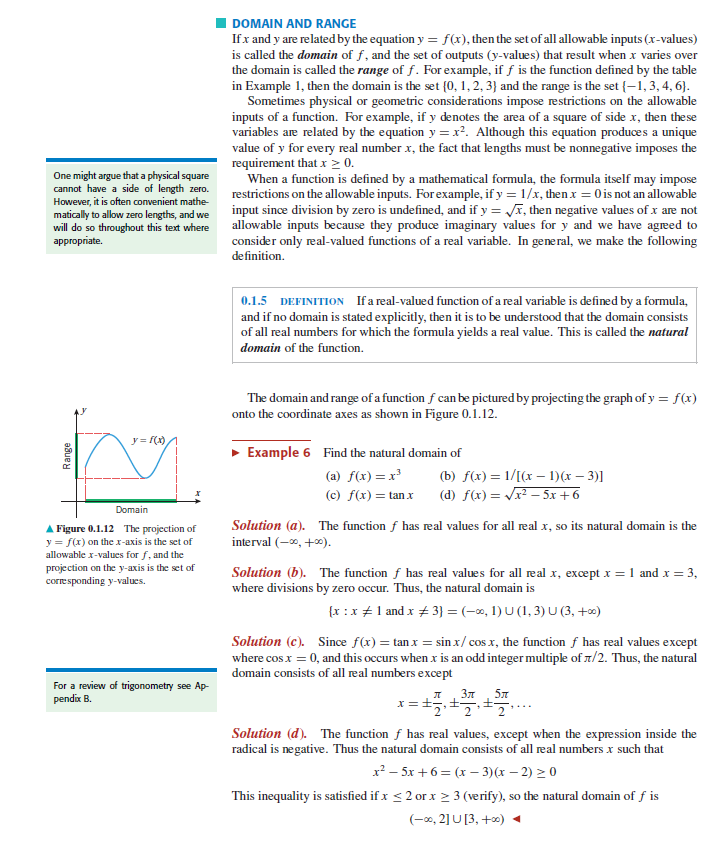 DOMAIN AND RANGE
If x and y are related by the equation y = f(x), then the set of all allowable inputs (x-values)
is called the domain of f, and the set of outputs (y-values) that result when x varies over
the domain is called the range of f. For example, if f is the function defined by the table
in Example 1, then the domain is the set {0, 1, 2, 3} and the range is the set {−1, 3, 4, 6}.
Sometimes physical or geometric considerations impose restrictions on the allowable
inputs of a function. For example, if y denotes the area of a square of side x, then these
variables are related by the equation y = x². Although this equation produces a unique
value of y for every real number x, the fact that lengths must be nonnegative imposes the
requirement that x ≥ 0.
One might argue that a physical square
cannot have a side of length zero.
However, it is often convenient mathe-
matically to allow zero lengths, and we
will do so throughout this text where
appropriate.
When a function is defined by a mathematical formula, the formula itself may impose
restrictions on the allowable inputs. For example, if y = 1/x, then x = 0 is not an allowable
input since division by zero is undefined, and if y = √x, then negative values of x are not
allowable inputs because they produce imaginary values for y and we have agreed to
consider only real-valued functions of a real variable. In general, we make the following
definition.
0.1.5 DEFINITION If a real-valued function of a real variable is defined by a formula,
and if no domain is stated explicitly, then it is to be understood that the domain consists
of all real numbers for which the formula yields a real value. This is called the natural
domain of the function.
The domain and range of a function f can be pictured by projecting the graph of y = f(x)
onto the coordinate axes as shown in Figure 0.1.12.
y
y = f(x)
Range
x
Domain
▲ Figure 0.1.12 The projection of
y = f(x) on the x-axis is the set of
allowable x-values for f, and the
projection on the y-axis is the set of
corresponding y-values.
▶ Example 6 Find the natural domain of
(a) f(x) = x³ (b) f(x) = 1/[(x − 1)(x − 3)]
(c) f(x) = tan x (d) f(x) = √(x² − 5x + 6)
Solution (a). The function f has real values for all real x, so its natural domain is the
interval (−∞, +∞).
Solution (b). The function f has real values for all real x, except x = 1 and x = 3,
where divisions by zero occur. Thus, the natural domain is
{x : x ≠ 1 and x ≠ 3} = (−∞, 1) ∪ (1, 3) ∪ (3, +∞)
Solution (c). Since f(x) = tan x = sin x / cos x, the function f has real values except
where cos x = 0, and this occurs when x is an odd integer multiple of π/2. Thus, the natural
domain consists of all real numbers except
x = ±π/2, ±3π/2, ±5π/2, . . .
For a review of trigonometry see Ap-
pendix B.
Solution (d). The function f has real values, except when the expression inside the
radical is negative. Thus the natural domain consists of all real numbers x such that
x² − 5x + 6 = (x − 3)(x − 2) ≥ 0
This inequality is satisfied if x ≤ 2 or x ≥ 3 (verify), so the natural domain of f is
(−∞, 2] ∪ [3, +∞) ◀